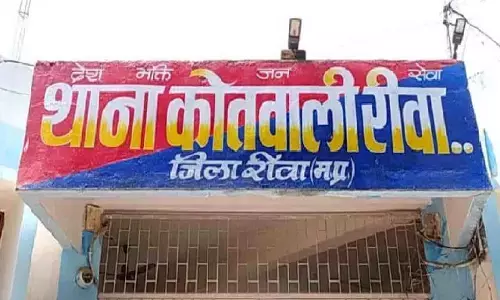 देश भक्ति जन सेवा
थाना कोतवाली रीवा..
जिला रीवा (म.प्र.)